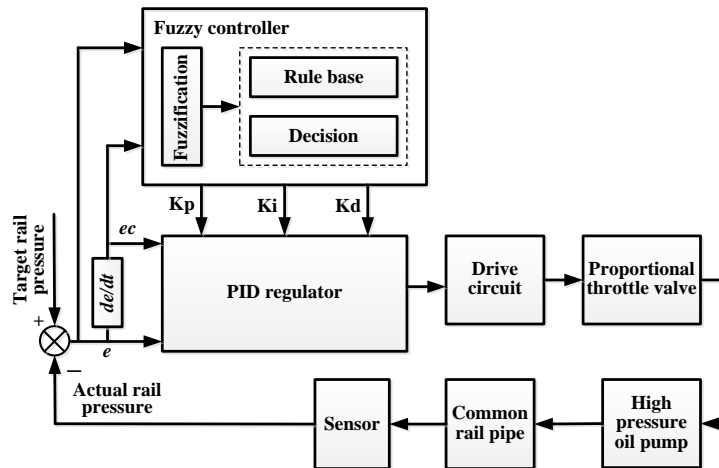 Fuzzy controller
Fuzzification
Rule base
Decision
Kp
Ki
Kd
Target rail
pressure
ec
de/dt
PID regulator
Drive
circuit
Proportional
throttle valve
+
e
−
Actual rail
pressure
Sensor
Common
rail pipe
High
pressure
oil pump